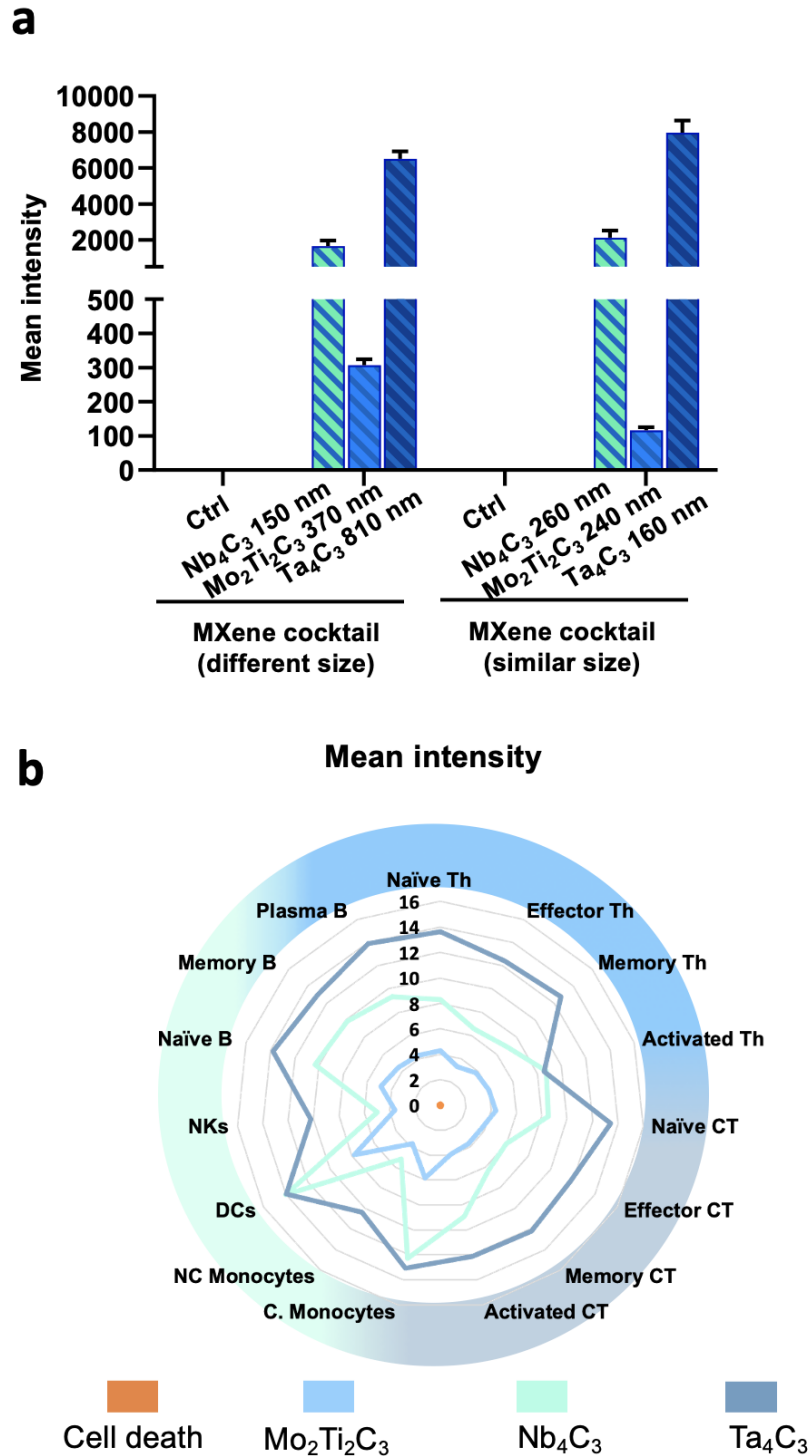 a
Mean intensity
10000
8000
6000
4000
2000
500
400
300
200
100
0
Ctrl
Nb₄C₃ 150 nm
Mo₂Ti₂C₃ 370 nm
Ta₄C₃ 810 nm
Ctrl
Nb₄C₃ 260 nm
Mo₂Ti₂C₃ 240 nm
Ta₄C₃ 160 nm
MXene cocktail
(different size)
MXene cocktail
(similar size)
b
Mean intensity
Naïve Th
Effector Th
Memory Th
Activated Th
Naïve CT
Effector CT
Memory CT
Activated CT
C. Monocytes
NC Monocytes
DCs
NKs
Naïve B
Memory B
Plasma B
16
14
12
10
8
6
4
2
0
Cell death
Mo₂Ti₂C₃
Nb₄C₃
Ta₄C₃